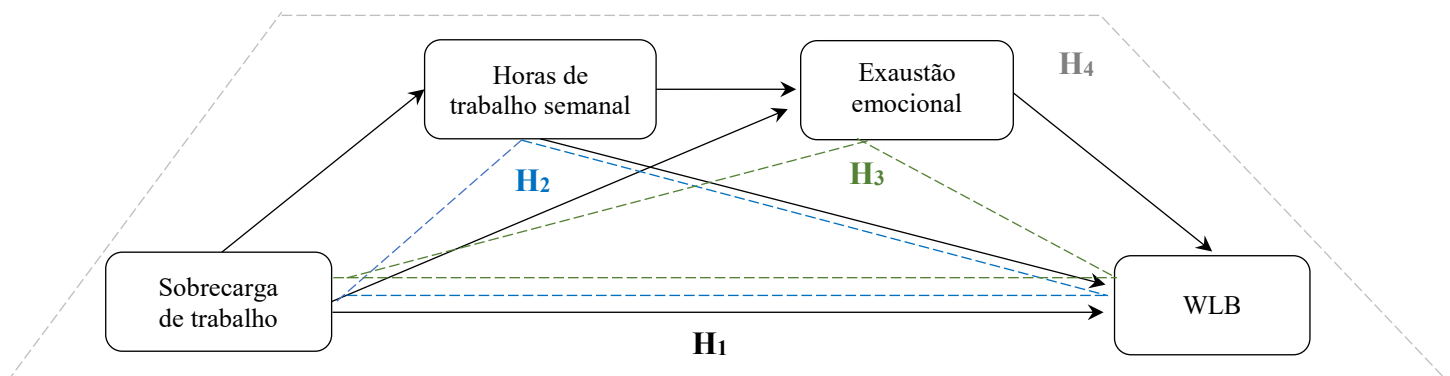 Horas de
trabalho semanal
Exaustão
emocional
H4
H2
H3
Sobrecarga
de trabalho
WLB
H1